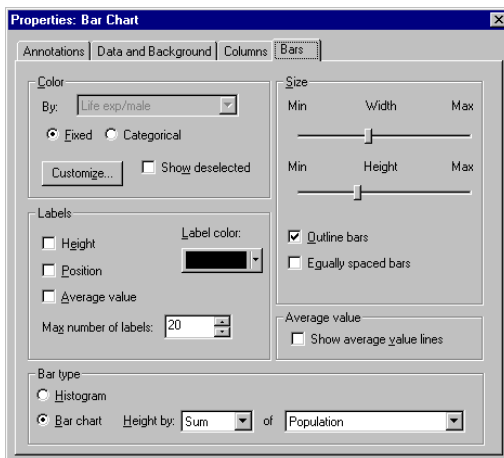 Properties: Bar Chart
Annotations Data and Background Columns Bars
Color
By: Life exp/male
Fixed Categorical
Customize... Show deselected
Labels
Height
Label color:
Position
Average value
Max number of labels: 20
Size
Min Width Max
Min Height Max
Outline bars
Equally spaced bars
Average value
Show average value lines
Bar type
Histogram
Bar chart Height by: Sum of Population